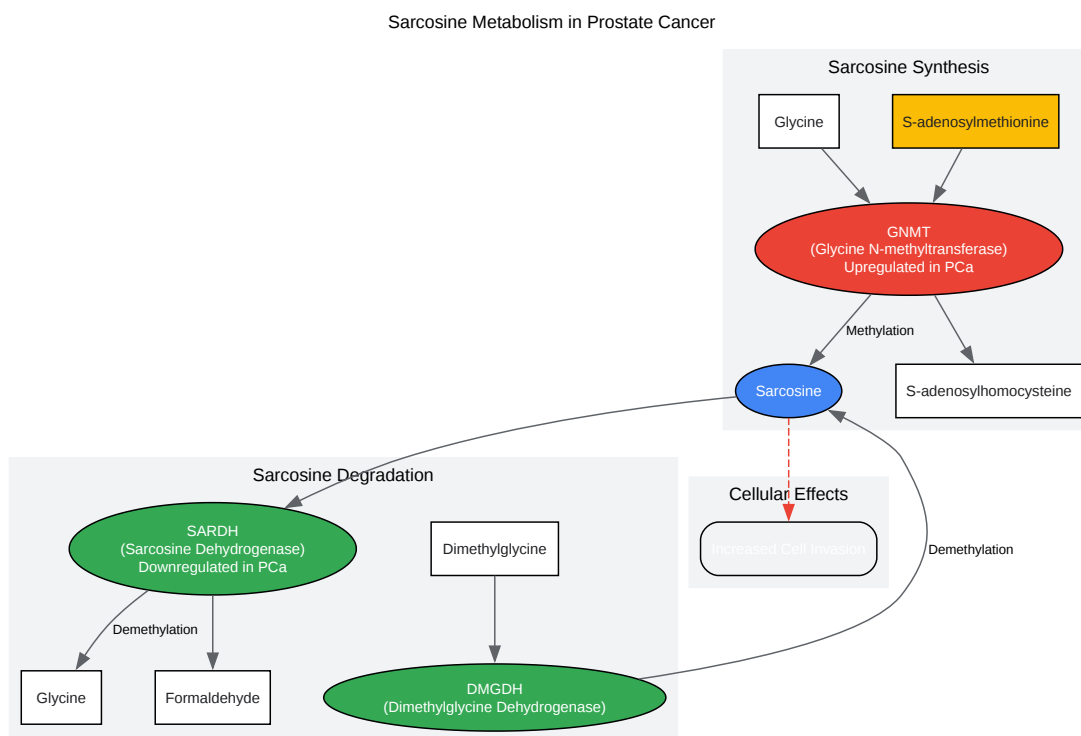 Sarcosine Metabolism in Prostate Cancer
Sarcosine Synthesis
Glycine
S-adenosylmethionine
GNMT
(Glycine N-methyltransferase)
Upregulated in PCa
Methylation
Sarcosine
S-adenosylhomocysteine
Sarcosine Degradation
SARDH
(Sarcosine Dehydrogenase)
Downregulated in PCa
Dimethylglycine
Cellular Effects
Increased Cell Invasion
Demethylation
Demethylation
Glycine
Formaldehyde
DMGDH
(Dimethylglycine Dehydrogenase)